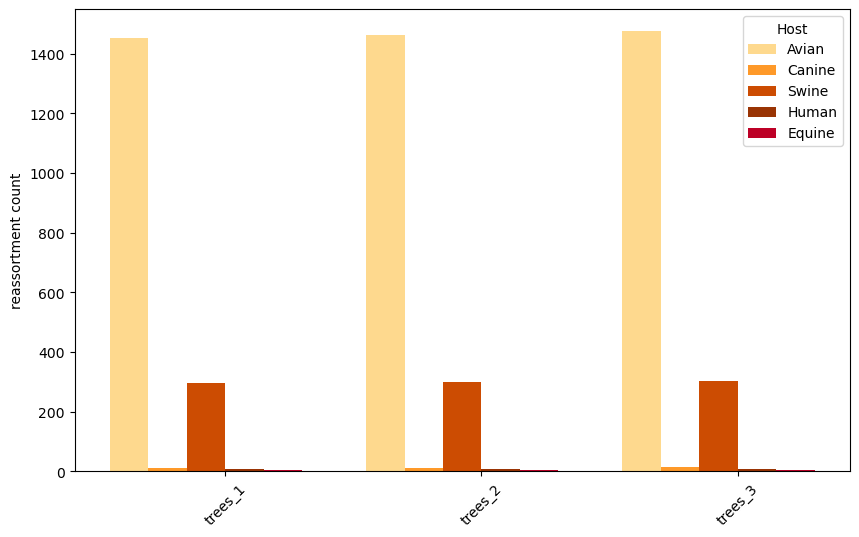 reassortment count
1400
1200
1000
800
600
400
200
0
trees_1
trees_2
trees_3
Host
Avian
Canine
Swine
Human
Equine